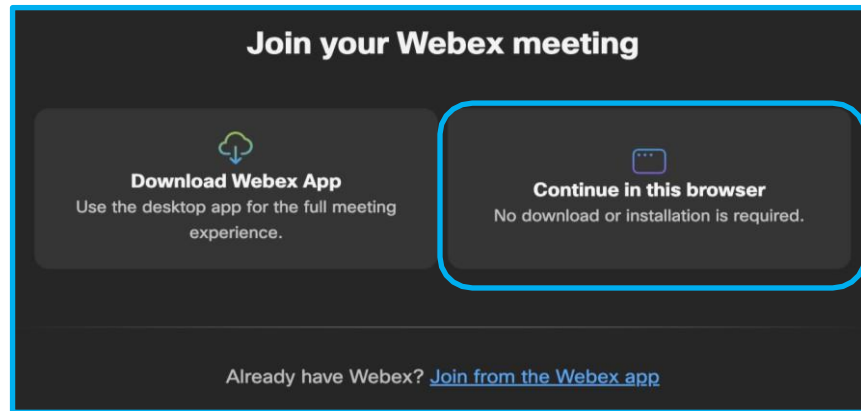 Join your Webex meeting
Download Webex App
Use the desktop app for the full meeting
experience.
Continue in this browser
No download or installation is required.
Already have Webex? Join from the Webex app